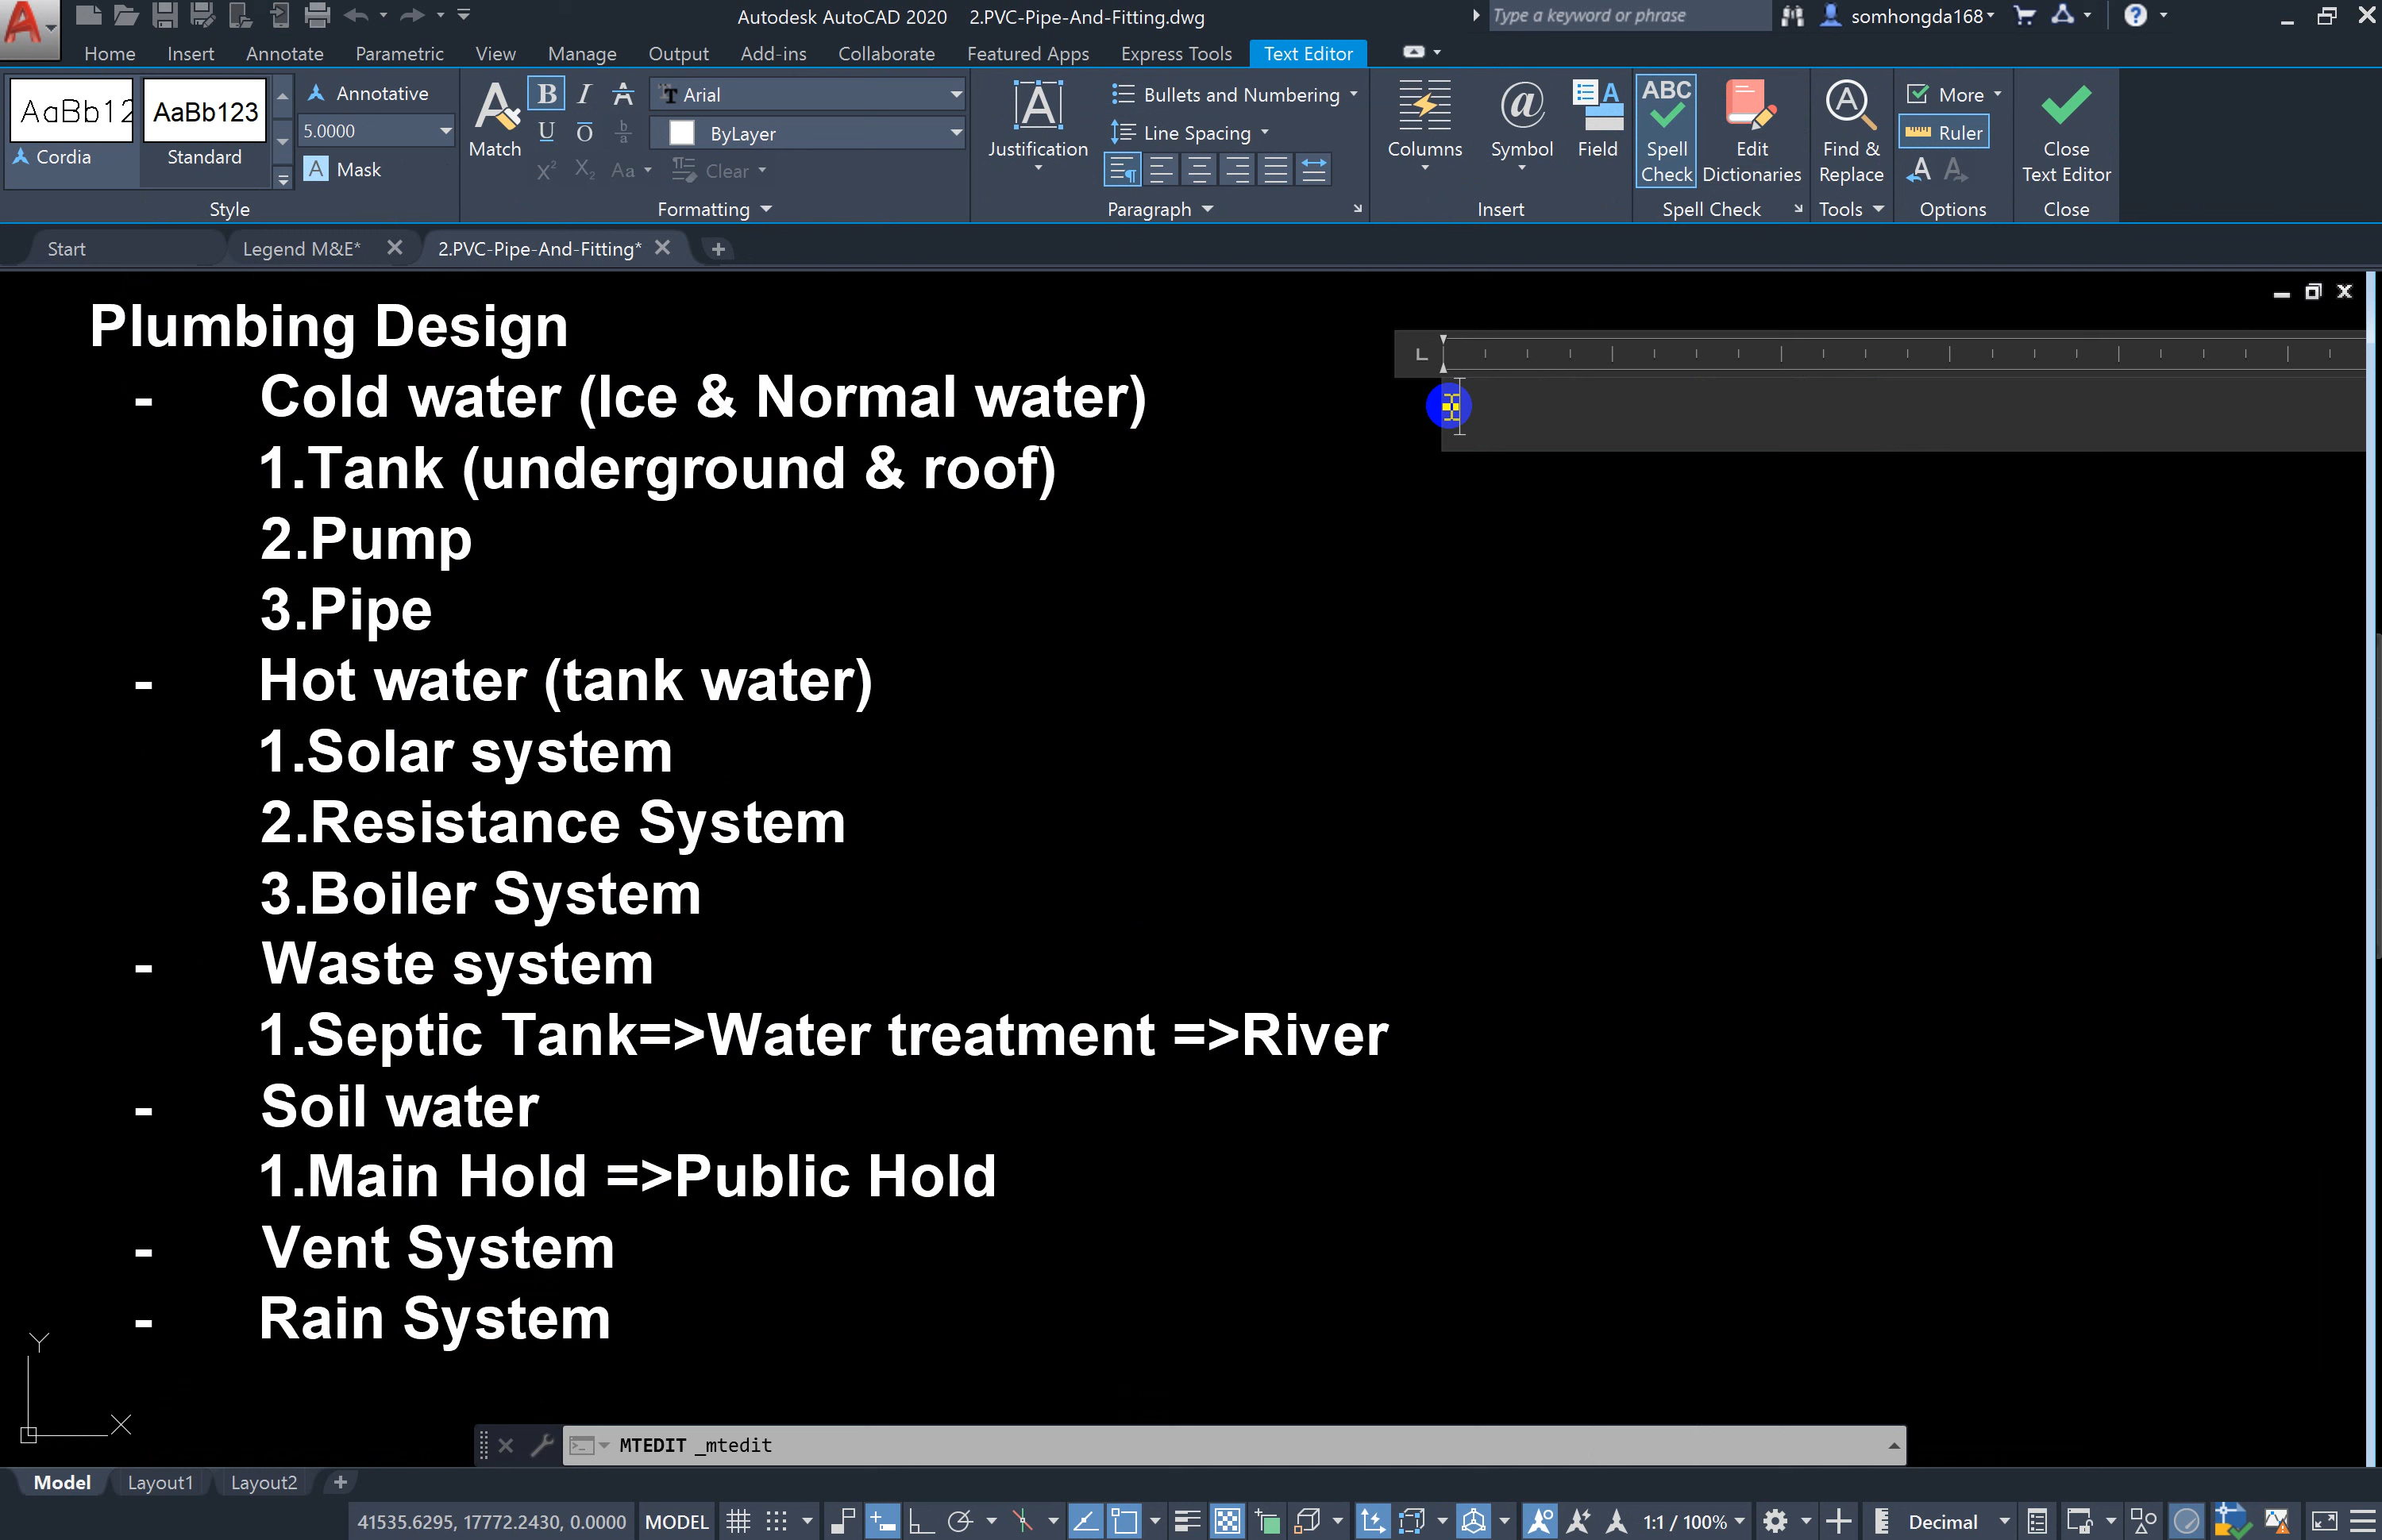 Autodesk AutoCAD 2020 2.PVC-Pipe-And-Fitting.dwg
Type a keyword or phrase
somhongda168
Home Insert Annotate Parametric View Manage Output Add-ins Collaborate Featured Apps Express Tools Text Editor
AaBb12 AaBb123 Annotative
5.0000
Cordia Standard Mask
Style
Match B I A Arial
U O b/a ByLayer
X² X₂ Aa Clear
Formatting
Justification
Bullets and Numbering
Line Spacing
Paragraph
Columns Symbol Field
Insert
ABC Spell Check Edit Dictionaries
Spell Check
Find & Replace
Tools
More
Ruler
Options
Close Text Editor
Close
Start Legend M&E* 2.PVC-Pipe-And-Fitting*
Plumbing Design
- Cold water (Ice & Normal water)
1.Tank (underground & roof)
2.Pump
3.Pipe
- Hot water (tank water)
1.Solar system
2.Resistance System
3.Boiler System
- Waste system
1.Septic Tank=>Water treatment =>River
- Soil water
1.Main Hold =>Public Hold
- Vent System
- Rain System
Y
X
MTEDIT _mtedit
Model Layout1 Layout2
41535.6295, 17772.2430, 0.0000 MODEL 1:1 / 100% Decimal